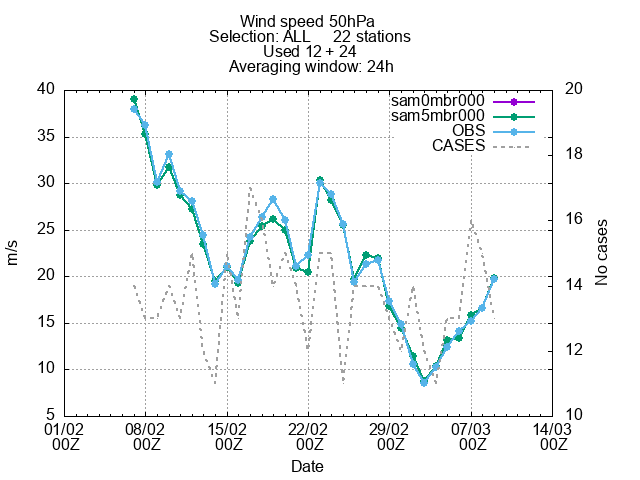 Wind speed 50hPa
Selection: ALL 22 stations
Used 12 + 24
Averaging window: 24h
sam0mbr000
sam5mbr000
OBS
CASES
40
35
30
25
20
15
10
5
m/s
20
18
16
14
12
10
No cases
01/02 08/02 15/02 22/02 29/02 07/03 14/03
00Z 00Z 00Z 00Z 00Z 00Z 00Z
Date